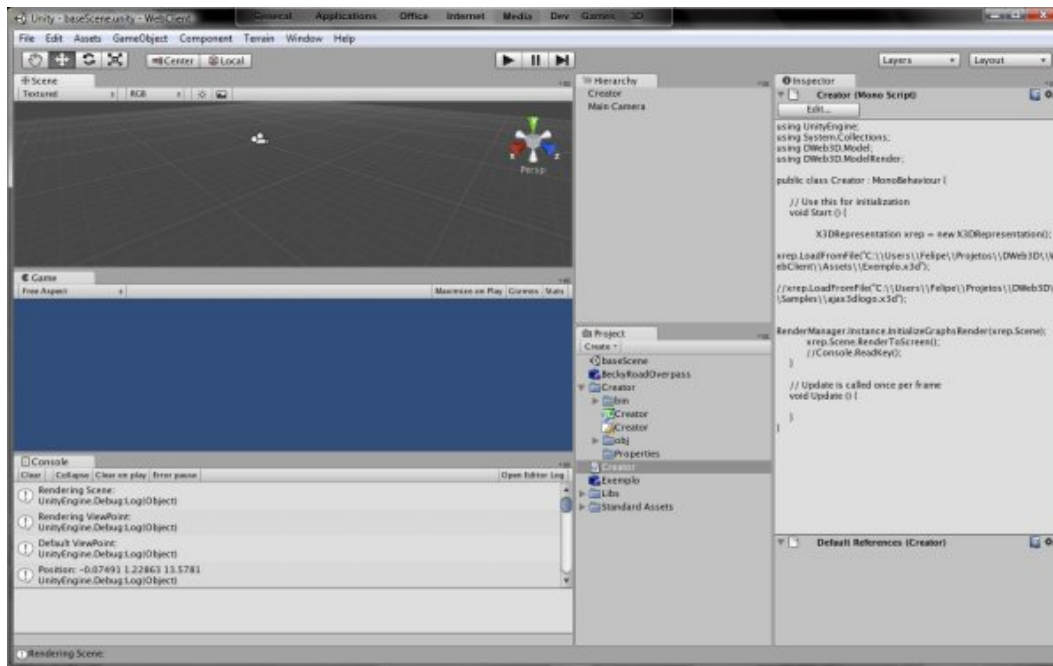 Unity - baseScene.unity - WebClient
General Applications Office Internet Media Dev Games 3D
File Edit Assets GameObject Component Terrain Window Help
Center Local
Layers Layout
Scene
Textured RGB
Persp
Game
Free Aspect Maximize on Play Gizmos Stats
Console
Clear Collapse Clear on play Error pause Open Editor Log
Rendering Scene:
UnityEngine.Debug:Log(Object)
Rendering ViewPoint:
UnityEngine.Debug:Log(Object)
Default ViewPoint:
UnityEngine.Debug:Log(Object)
Position: -0.07491 1.22863 13.5781
UnityEngine.Debug:Log(Object)
Rendering Scene:
Hierarchy
Creator
Main Camera
Project
Create
baseScene
BeckyRoadOverpass
Creator
bin
Creator
Creator
obj
Properties
Creator
Exemplo
Libs
Standard Assets
Inspector
Creator (Mono Script)
Edit...
using UnityEngine;
using System.Collections;
using DWeb3D.Model;
using DWeb3D.ModelRender;
public class Creator : MonoBehaviour {
// Use this for initialization
void Start () {
X3DRepresentation xrep = new X3DRepresentation();
xrep.LoadFromFile("C:\\Users\\Felipe\\Projetos\\DWeb3D\\W
ebClient\\Assets\\Exemplo.x3d");
//xrep.LoadFromFile("C:\\Users\\Felipe\\Projetos\\DWeb3D\
\Samples\\ajax3dlogo.x3d");
RenderManager.Instance.InitializeGraphsRender(xrep.Scene);
xrep.Scene.RenderToScreen();
//Console.ReadKey();
}
// Update is called once per frame
void Update () {
}
}
Default References (Creator)